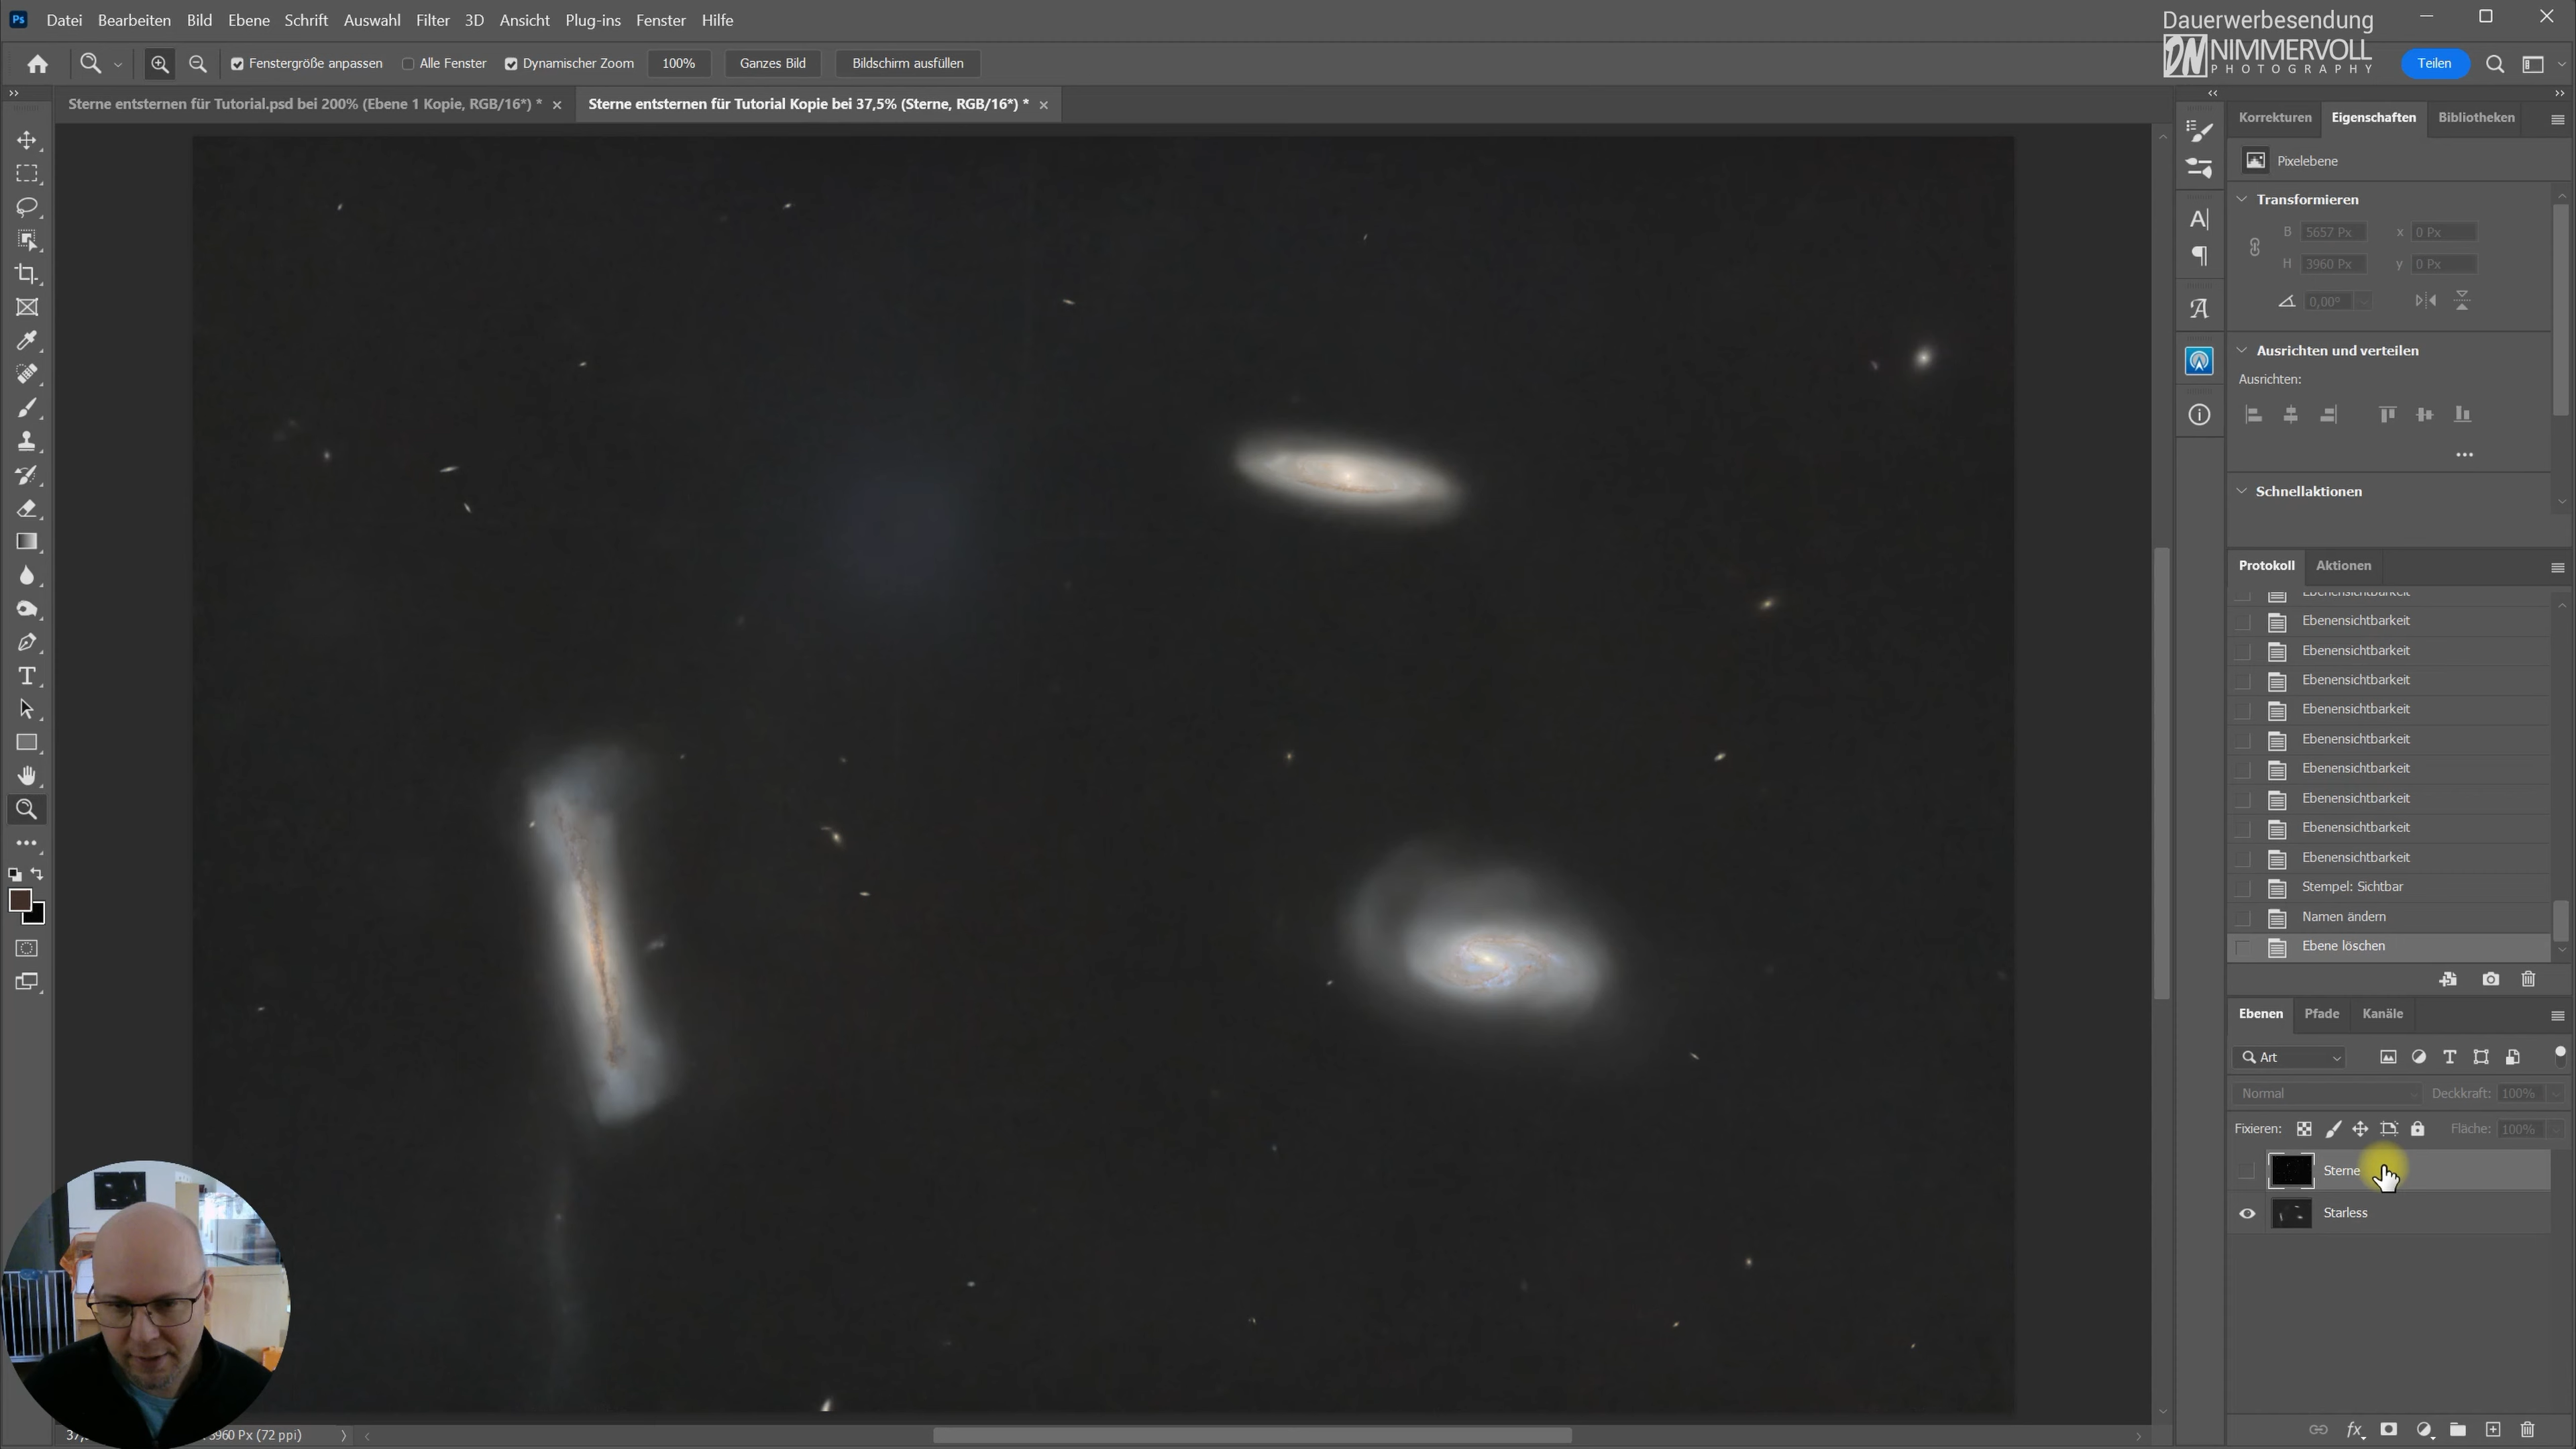 Ps Datei Bearbeiten Bild Ebene Schrift Auswahl Filter 3D Ansicht Plug-ins Fenster Hilfe
Dauerwerbesendung
DN NIMMERVOLL
PHOTOGRAPHY
Fenstergröße anpassen Alle Fenster Dynamischer Zoom 100% Ganzes Bild Bildschirm ausfüllen Teilen
Sterne entsternen für Tutorial.psd bei 200% (Ebene 1 Kopie, RGB/16*) * Sterne entsternen für Tutorial Kopie bei 37,5% (Sterne, RGB/16*) *
Korrekturen Eigenschaften Bibliotheken
Pixelebene
Transformieren
B 5657 Px x 0 Px
H 3960 Px y 0 Px
0,00°
Ausrichten und verteilen
Ausrichten:
Schnellaktionen
Protokoll Aktionen
Ebenensichtbarkeit
Ebenensichtbarkeit
Ebenensichtbarkeit
Ebenensichtbarkeit
Ebenensichtbarkeit
Ebenensichtbarkeit
Ebenensichtbarkeit
Ebenensichtbarkeit
Ebenensichtbarkeit
Ebenensichtbarkeit
Stempel: Sichtbar
Namen ändern
Ebene löschen
Ebenen Pfade Kanäle
Art
Normal Deckkraft: 100%
Fixieren: Fläche: 100%
Sterne
Starless
3960 Px (72 ppi)